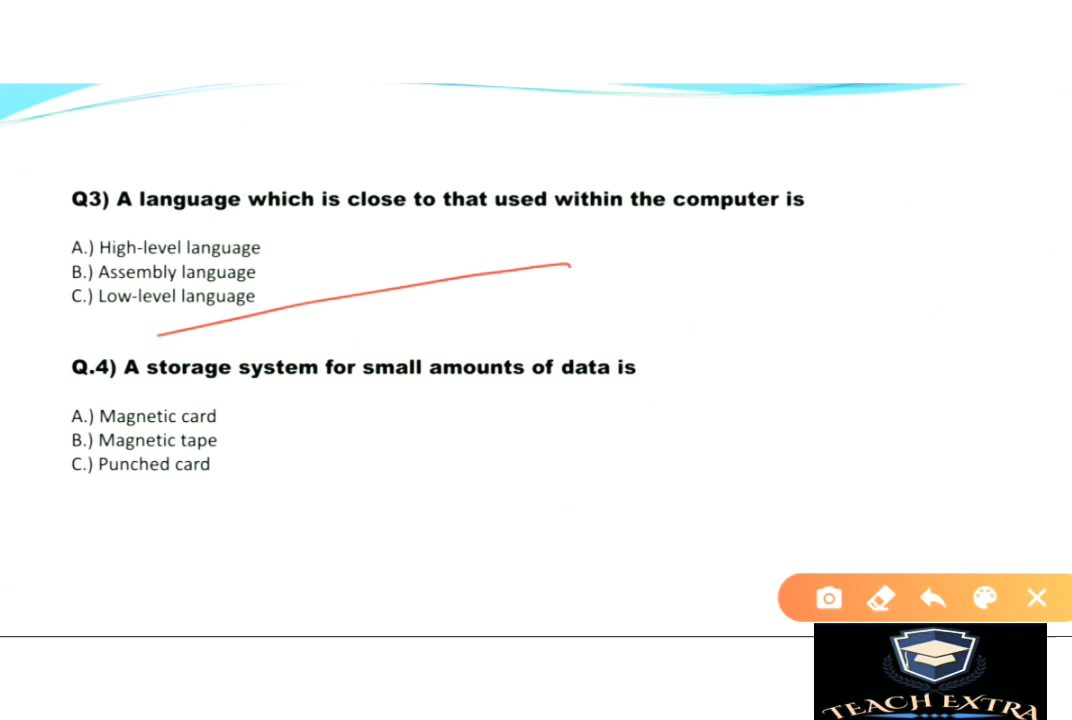 Q3) A language which is close to that used within the computer is
A.) High-level language
B.) Assembly language
C.) Low-level language
Q.4) A storage system for small amounts of data is
A.) Magnetic card
B.) Magnetic tape
C.) Punched card
TEACH EXTRA